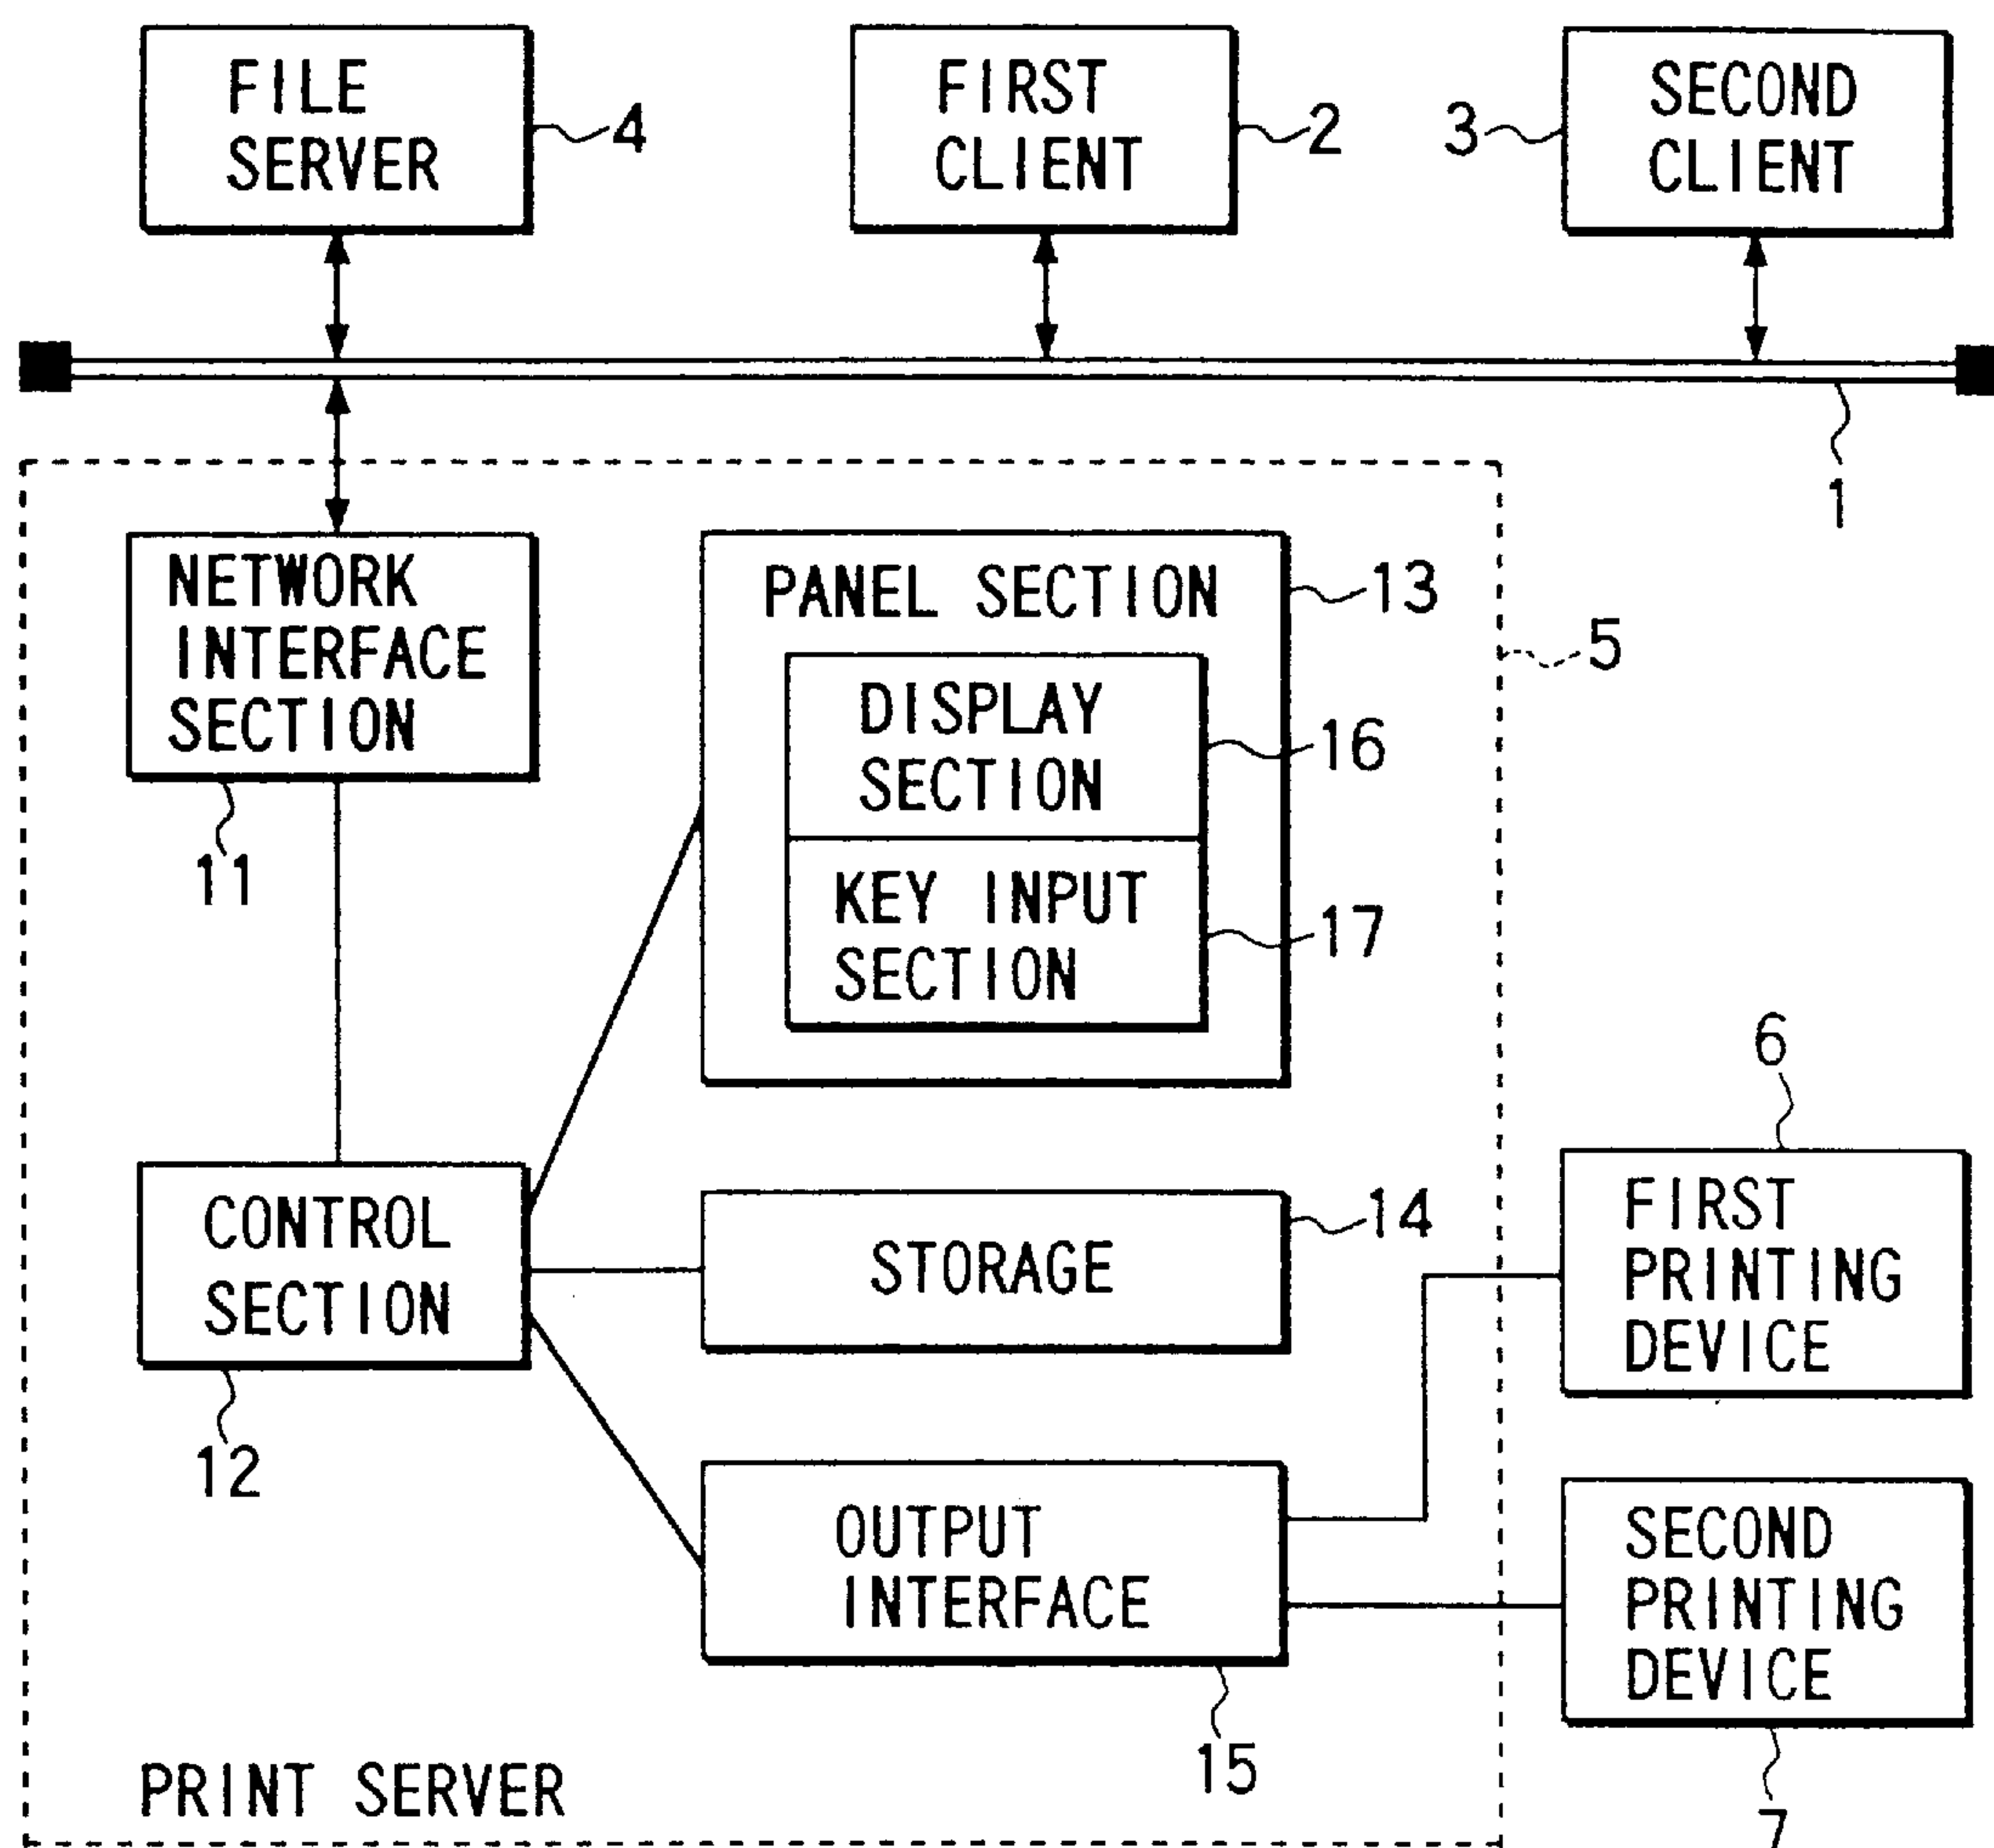 FILE
SERVER
4
FIRST
CLIENT
2
3
SECOND
CLIENT
1
NETWORK
INTERFACE
SECTION
11
PANEL SECTION
13
5
DISPLAY
SECTION
16
KEY INPUT
SECTION
17
CONTROL
SECTION
12
STORAGE
14
6
FIRST
PRINTING
DEVICE
OUTPUT
INTERFACE
15
SECOND
PRINTING
DEVICE
7
PRINT SERVER